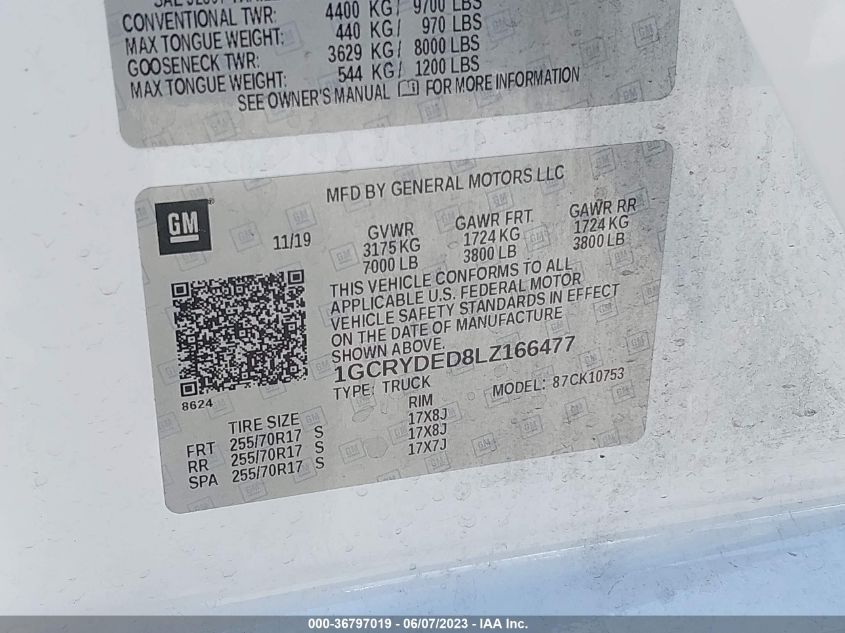 CONVENTIONAL TWR: 4400 KG/ 9700 LBS
MAX TONGUE WEIGHT: 440 KG/ 970 LBS
GOOSENECK TWR: 3629 KG/ 8000 LBS
MAX TONGUE WEIGHT: 544 KG/ 1200 LBS
SEE OWNER'S MANUAL FOR MORE INFORMATION
MFD BY GENERAL MOTORS LLC
GM
11/19
GVWR GAWR FRT. GAWR RR
3175 KG 1724 KG 1724 KG
7000 LB 3800 LB 3800 LB
THIS VEHICLE CONFORMS TO ALL
APPLICABLE U.S. FEDERAL MOTOR
VEHICLE SAFETY STANDARDS IN EFFECT
ON THE DATE OF MANUFACTURE
SHOWN ABOVE.
1GCRYDED8LZ166477
TYPE: TRUCK MODEL: 87CK10753
8624
TIRE SIZE RIM
FRT 255/70R17 S 17X8J
RR 255/70R17 S 17X8J
SPA 255/70R17 S 17X7J
000-36797019 - 06/07/2023 - IAA Inc.